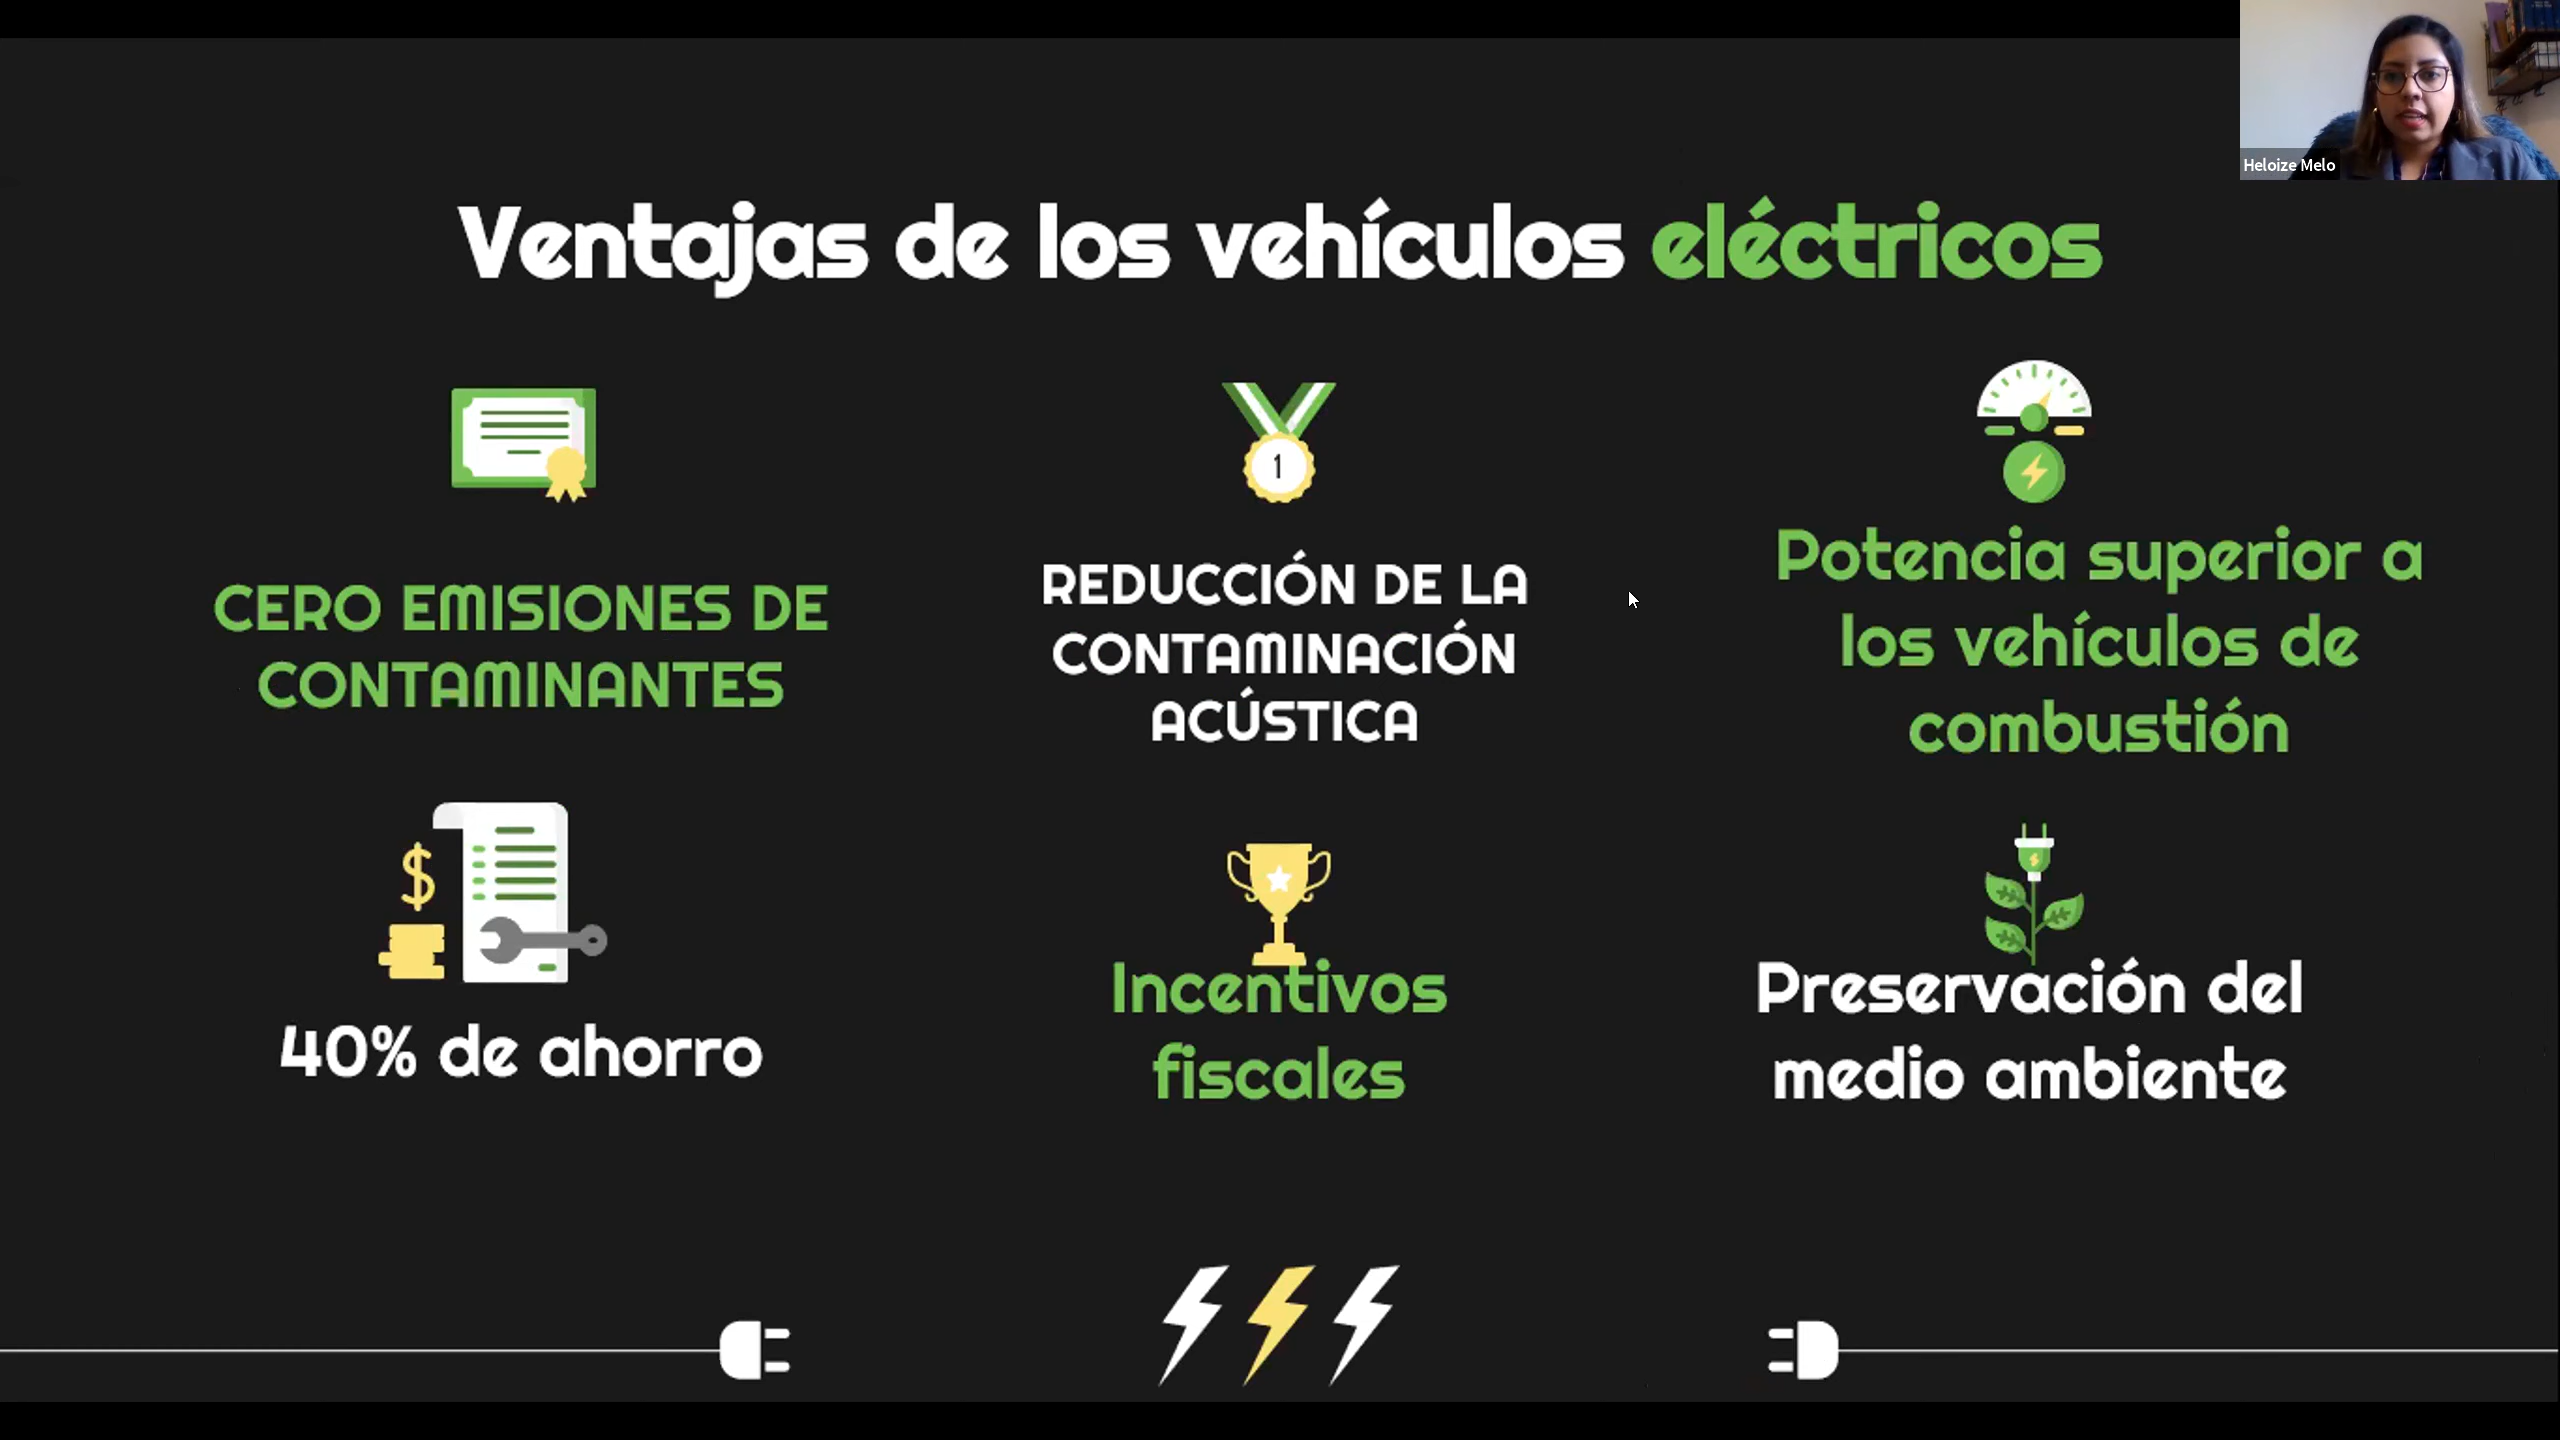 Heloize Melo
Ventajas de los vehículos eléctricos
1
CERO EMISIONES DE
CONTAMINANTES
REDUCCIÓN DE LA
CONTAMINACIÓN
ACÚSTICA
Potencia superior a
los vehículos de
combustión
$
40% de ahorro
Incentivos
fiscales
Preservación del
medio ambiente